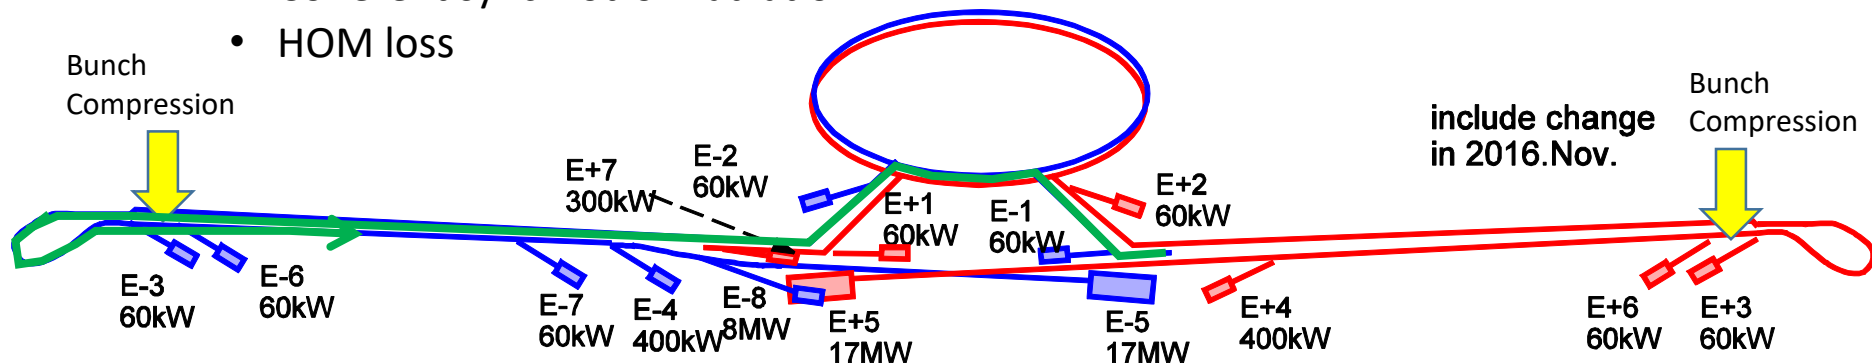 • HOM loss
Bunch
Compression
Bunch
Compression
include change
in 2016.Nov.
E+7
300kW
E-2
60kW
E+1
60kW
E-1
60kW
E+2
60kW
E-3
60kW
E-6
60kW
E-7
60kW
E-4
400kW
E-8
8MW
E+5
17MW
E-5
17MW
E+4
400kW
E+6
60kW
E+3
60kW